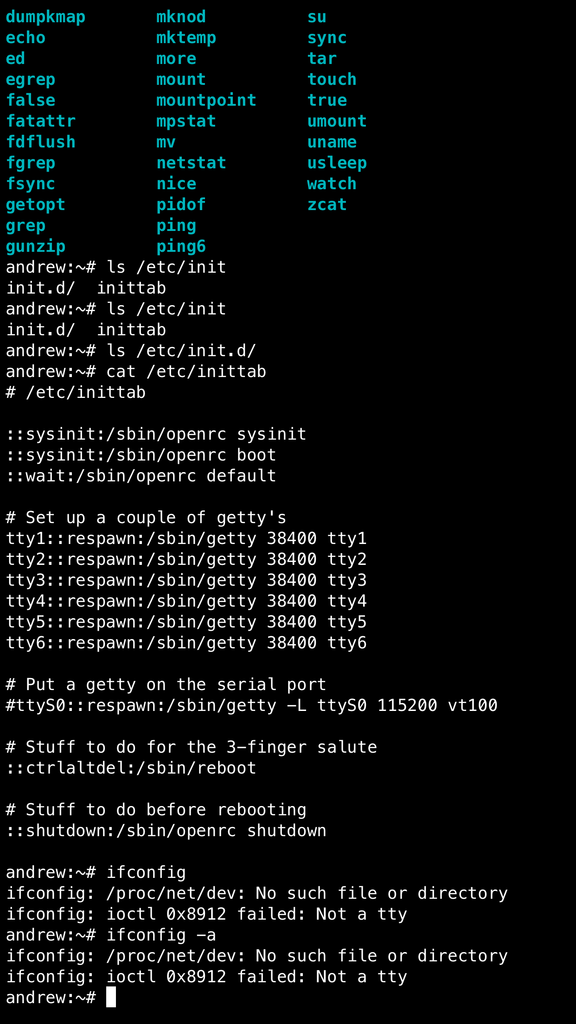 dumpkmap mknod su
echo mktemp sync
ed more tar
egrep mount touch
false mountpoint true
fatattr mpstat umount
fdflush mv uname
fgrep netstat usleep
fsync nice watch
getopt pidof zcat
grep ping
gunzip ping6
andrew:~# ls /etc/init
init.d/ inittab
andrew:~# ls /etc/init
init.d/ inittab
andrew:~# ls /etc/init.d/
andrew:~# cat /etc/inittab
# /etc/inittab
::sysinit:/sbin/openrc sysinit
::sysinit:/sbin/openrc boot
::wait:/sbin/openrc default
# Set up a couple of getty's
tty1::respawn:/sbin/getty 38400 tty1
tty2::respawn:/sbin/getty 38400 tty2
tty3::respawn:/sbin/getty 38400 tty3
tty4::respawn:/sbin/getty 38400 tty4
tty5::respawn:/sbin/getty 38400 tty5
tty6::respawn:/sbin/getty 38400 tty6
# Put a getty on the serial port
#ttyS0::respawn:/sbin/getty -L ttyS0 115200 vt100
# Stuff to do for the 3-finger salute
::ctrlaltdel:/sbin/reboot
# Stuff to do before rebooting
::shutdown:/sbin/openrc shutdown
andrew:~# ifconfig
ifconfig: /proc/net/dev: No such file or directory
ifconfig: ioctl 0x8912 failed: Not a tty
andrew:~# ifconfig -a
ifconfig: /proc/net/dev: No such file or directory
ifconfig: ioctl 0x8912 failed: Not a tty
andrew:~#